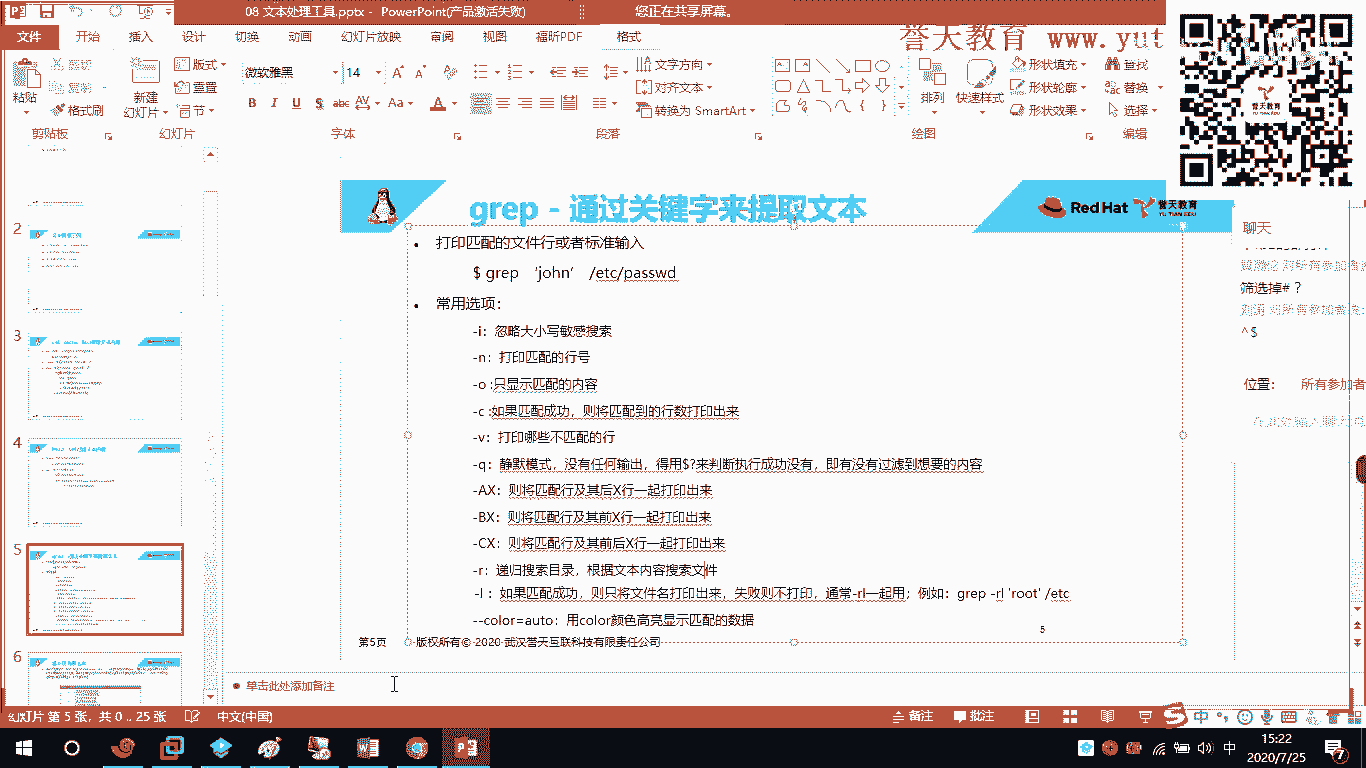 08 文本处理工具.pptx - PowerPoint(产品激活失败)
您正在共享屏幕。
文件 开始 插入 设计 切换 动画 幻灯片放映 审阅 视图 福昕PDF 格式
誉天教育 www.yut
粘贴
剪切
复制
格式刷
剪贴板
新建
幻灯片
版式
重置
节
幻灯片
微软雅黑 14
B I U S abc AV Aa A
字体
文字方向
对齐文本
转换为 SmartArt
段落
排列 快速样式
形状填充
形状轮廓
形状效果
绘图
查找
替换
选择
编辑
誉天教育
2
3
4
5
6
grep - 通过关键字来提取文本
Red Hat 誉天教育
• 打印匹配的文件行或者标准输入
$ grep ‘john’ /etc/passwd
• 常用选项：
-i：忽略大小写敏感搜索
-n：打印匹配的行号
-o :只显示匹配的内容
-c :如果匹配成功，则将匹配到的行数打印出来
-v：打印哪些不匹配的行
-q：静默模式，没有任何输出，得用$?来判断执行成功没有，即有没有过滤到想要的内容
-AX：则将匹配行及其后X行一起打印出来
-BX：则将匹配行及其前X行一起打印出来
-CX：则将匹配行及其前后X行一起打印出来
-r：递归搜索目录，根据文本内容搜索文件
-l ：如果匹配成功，则只将文件名打印出来，失败则不打印，通常-rl一起用；例如：grep -rl 'root' /etc
--color=auto：用color颜色高亮显示匹配的数据
5
第5页 版权所有© 2020 武汉誉天互联科技有限责任公司
聊天
筛选掉#？
^$
位置： 所有参加者
单击此处添加备注
幻灯片 第 5 张，共 0 .. 25 张 中文(中国)
备注 批注
中
中
15:22
2020/7/25
7